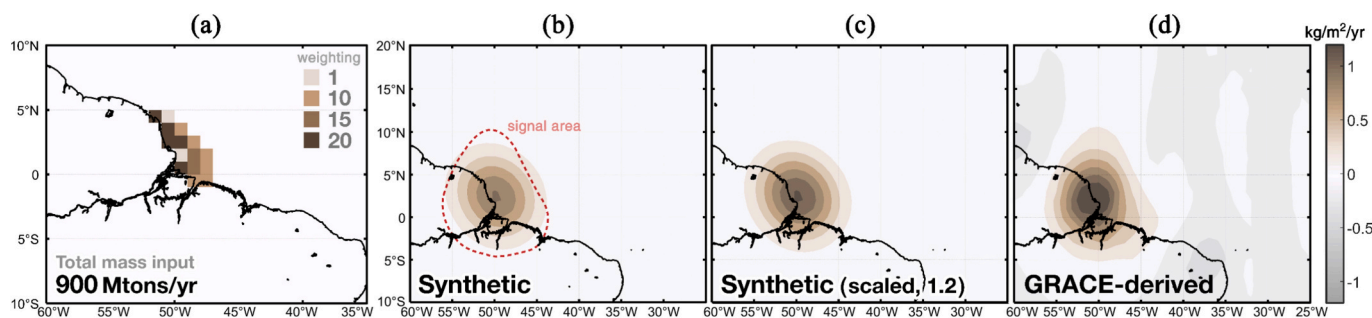 (a)
(b)
(c)
(d)
kg/m²/yr
10°N
5°N
0
5°S
10°S
60°W
55°W
50°W
45°W
40°W
35°W
weighting
1
10
15
20
Total mass input
900 Mtons/yr
20°N
15°N
10°N
5°N
0
5°S
10°S
60°W
55°W
50°W
45°W
40°W
35°W
30°W
signal area
Synthetic
60°W
55°W
50°W
45°W
40°W
35°W
30°W
Synthetic (scaled, 1.2)
60°W
55°W
50°W
45°W
40°W
35°W
30°W
25°W
GRACE-derived
1
0.5
0
-0.5
-1